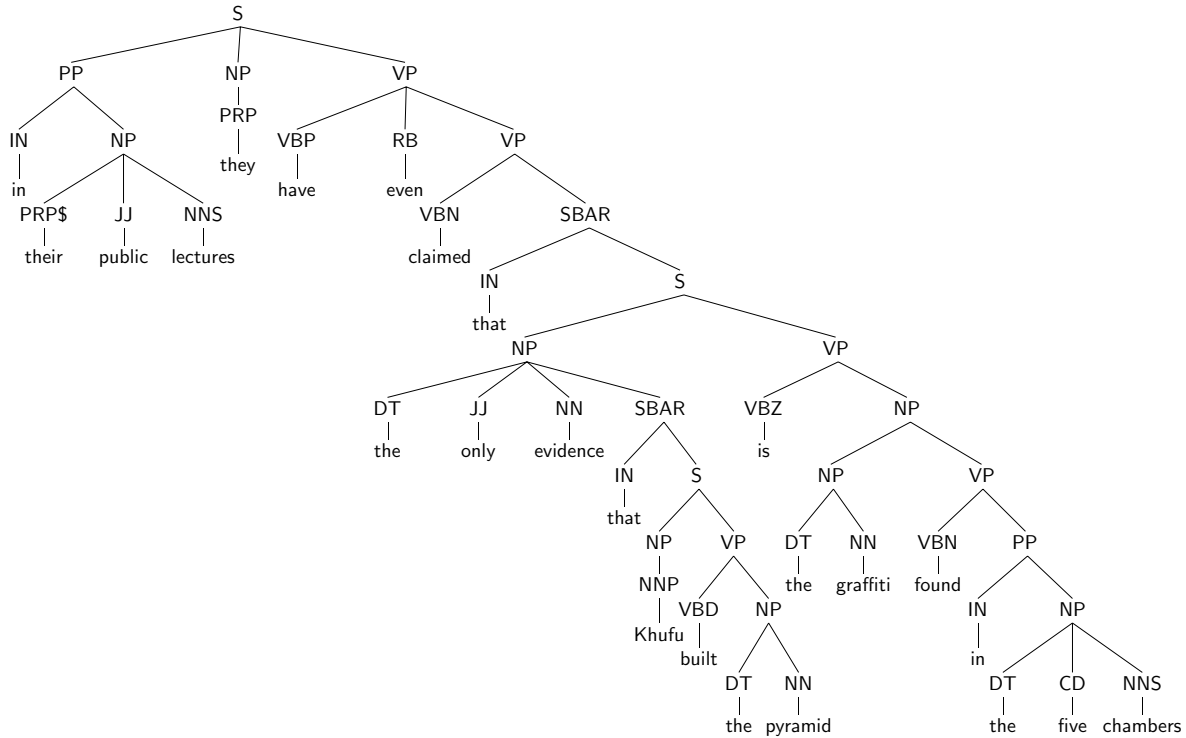 S
PP NP VP
PRP
IN NP VBP RB VP
they
in have even
PRP$ JJ NNS VBN SBAR
their public lectures claimed
IN S
that
NP VP
DT JJ NN SBAR VBZ NP
the only evidence is
IN S NP VP
that
NP VP DT NN VBN PP
NNP the graffiti found
VBD NP IN NP
Khufu
built in
DT NN DT CD NNS
the pyramid the five chambers